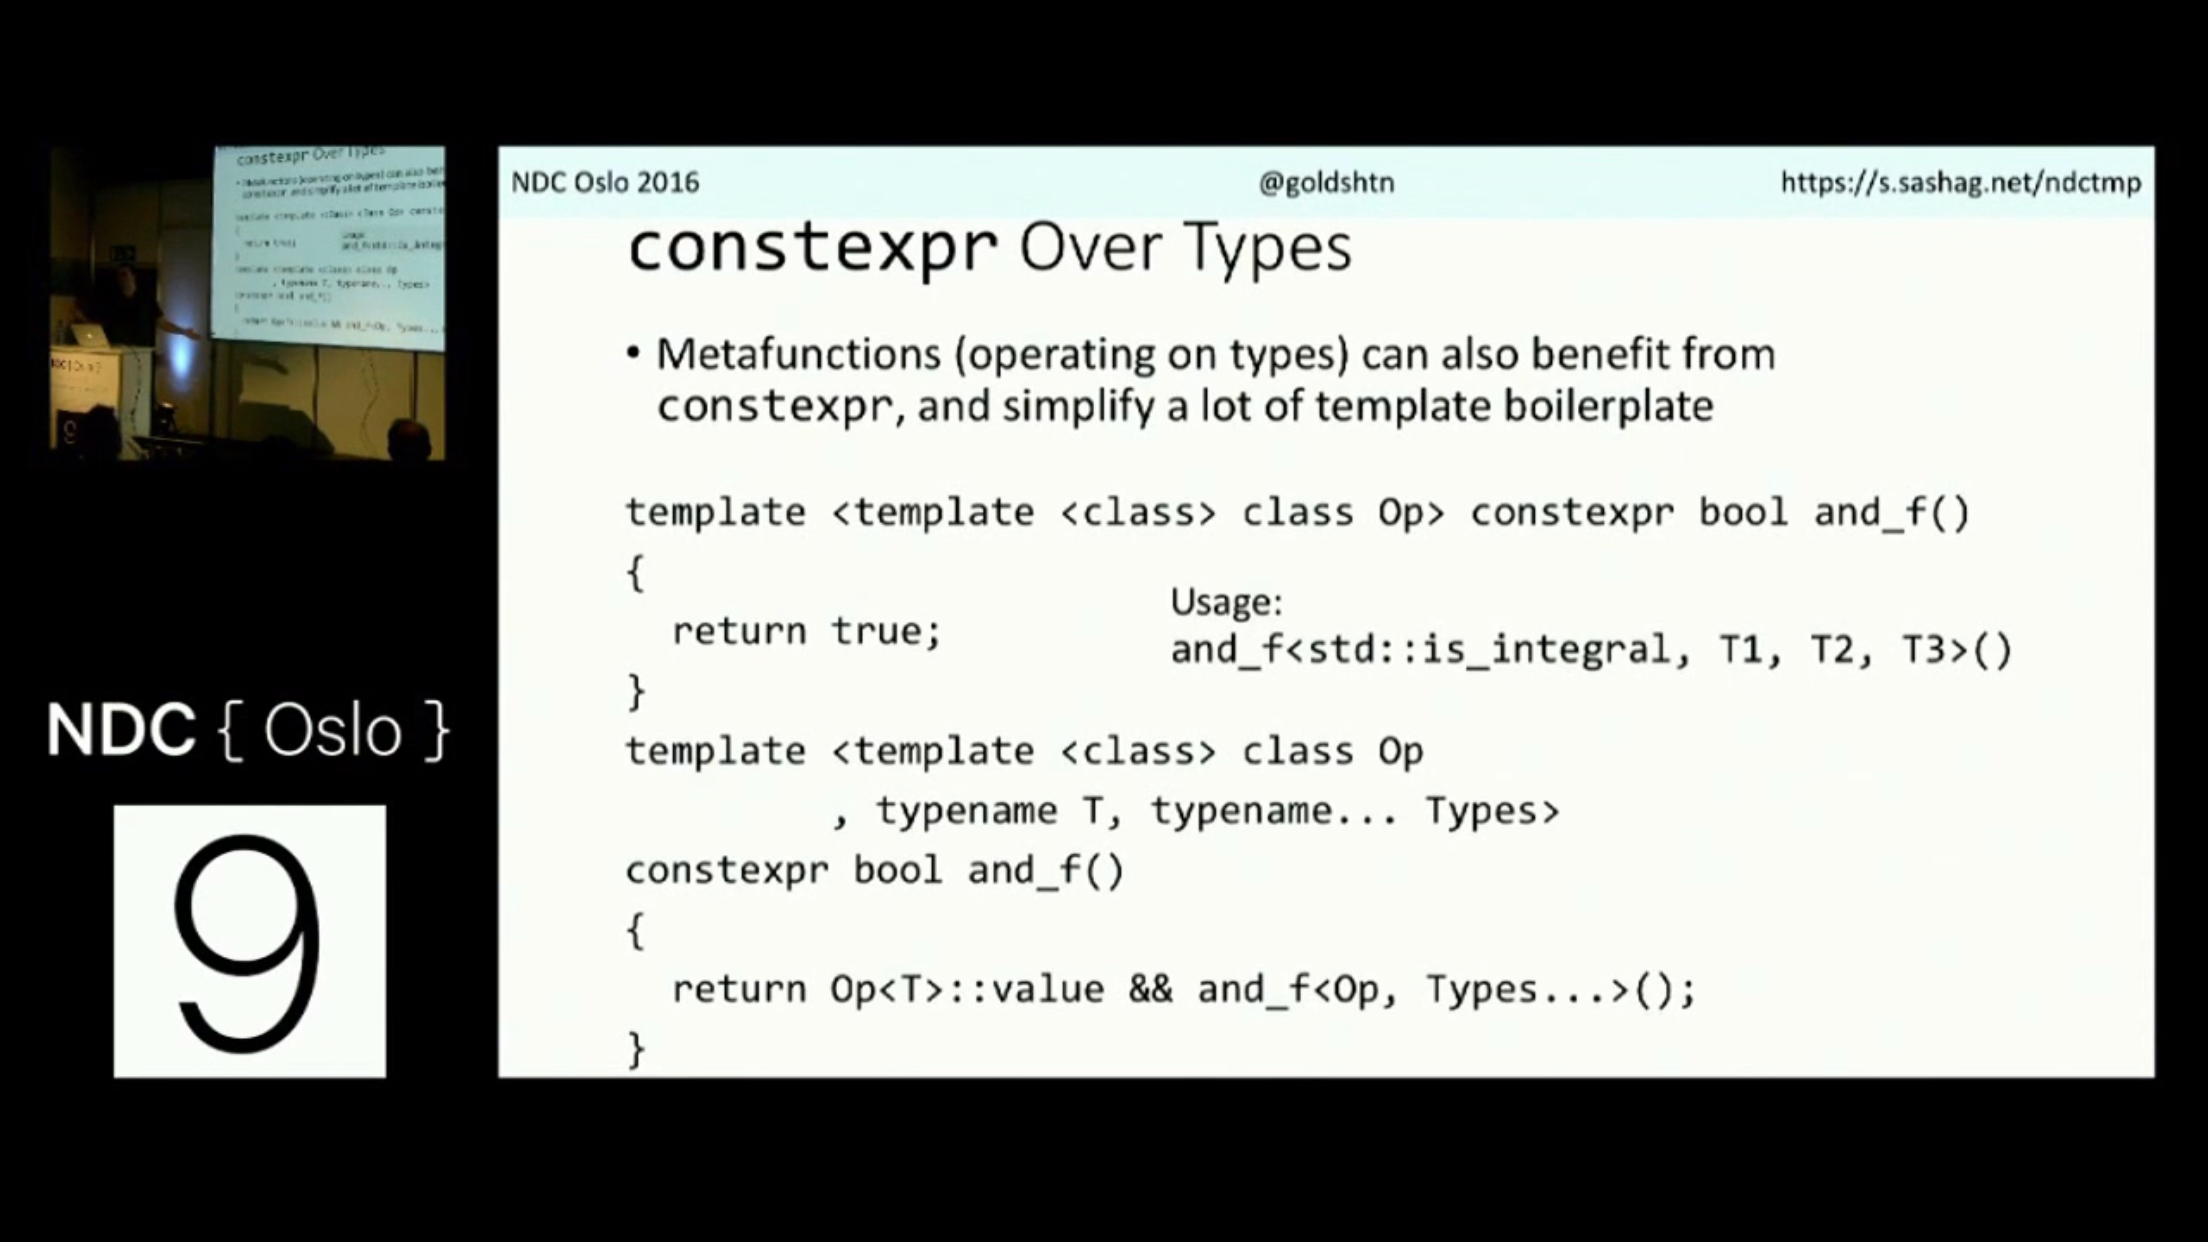 NDC Oslo 2016
@goldshtn
https://s.sashag.net/ndctmp
constexpr Over Types
• Metafunctions (operating on types) can also benefit from
constexpr, and simplify a lot of template boilerplate
template <template <class> class Op> constexpr bool and_f()
{
return true;
}
Usage:
and_f<std::is_integral, T1, T2, T3>()
template <template <class> class Op
, typename T, typename... Types>
constexpr bool and_f()
{
return Op<T>::value && and_f<Op, Types...>();
}
NDC { Oslo }
9
constexpr Over Types